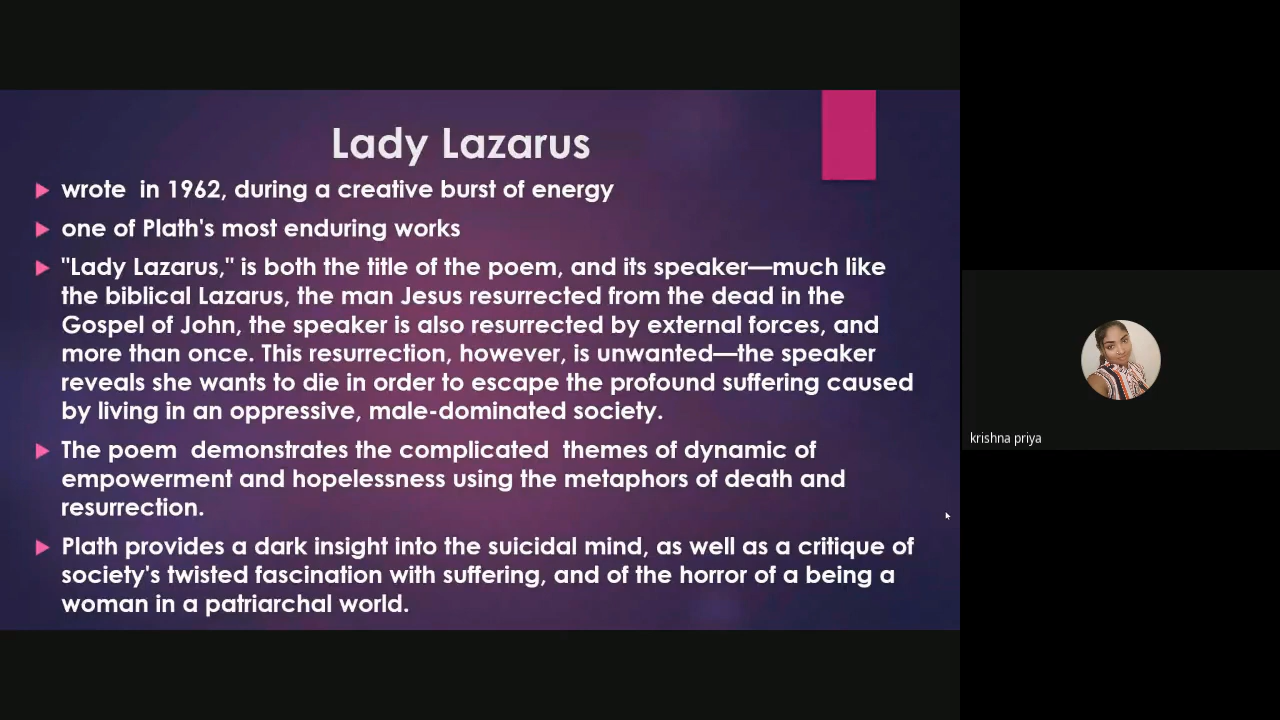 Lady Lazarus
wrote  in 1962, during a creative burst of energy
one of Plath's most enduring works
"Lady Lazarus," is both the title of the poem, and its speaker—much like
the biblical Lazarus, the man Jesus resurrected from the dead in the
Gospel of John, the speaker is also resurrected by external forces, and
more than once. This resurrection, however, is unwanted—the speaker
reveals she wants to die in order to escape the profound suffering caused
by living in an oppressive, male-dominated society.
The poem  demonstrates the complicated  themes of dynamic of
empowerment and hopelessness using the metaphors of death and
resurrection.
Plath provides a dark insight into the suicidal mind, as well as a critique of
society's twisted fascination with suffering, and of the horror of a being a
woman in a patriarchal world.
krishna priya